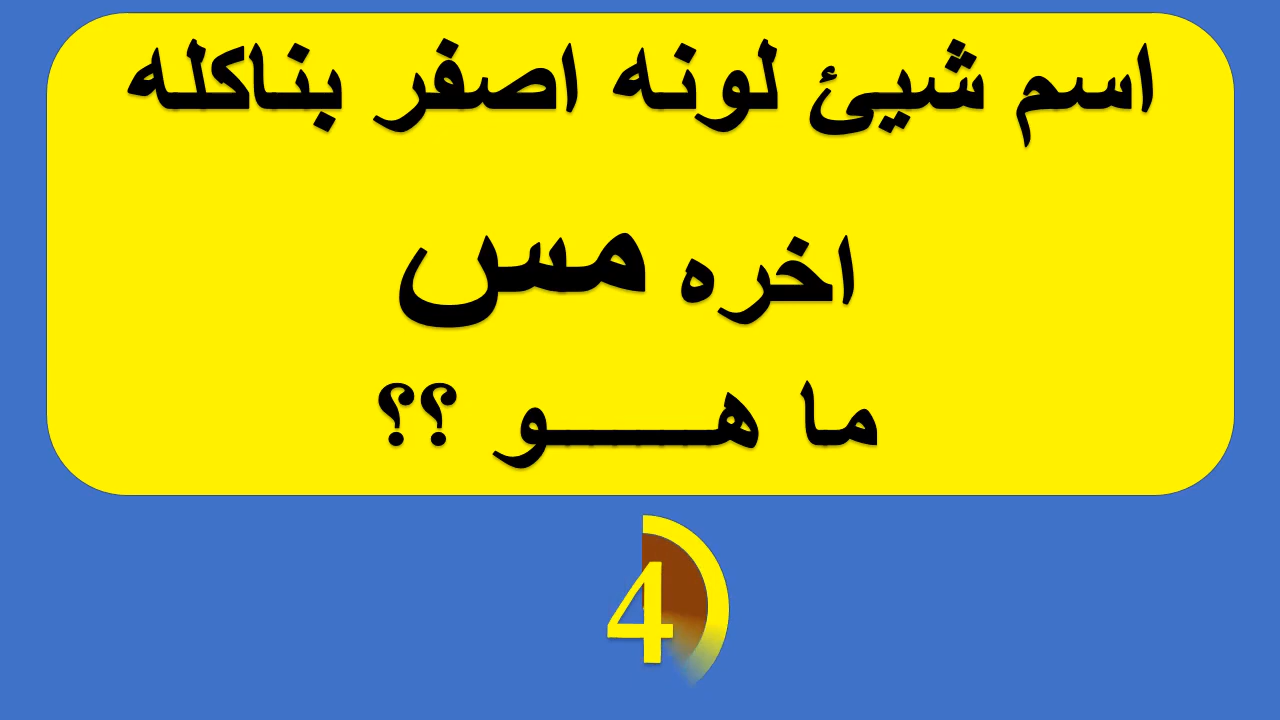 اسم شيئ لونه اصفر بناكله
اخره مس
ما هـــــو ؟؟
4